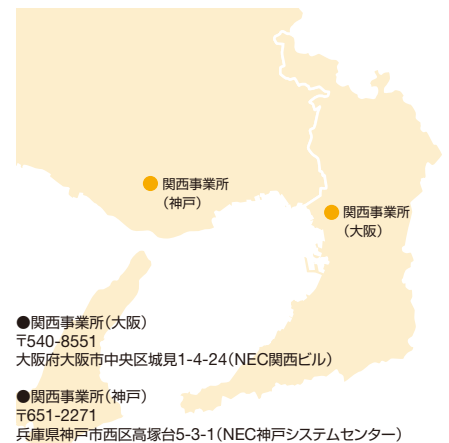 関西事業所
（神戸）
関西事業所
（大阪）
●関西事業所（大阪）
〒540-8551
大阪府大阪市中央区城見1-4-24（NEC関西ビル）
●関西事業所（神戸）
〒651-2271
兵庫県神戸市西区高塚台5-3-1（NEC神戸システムセンター）